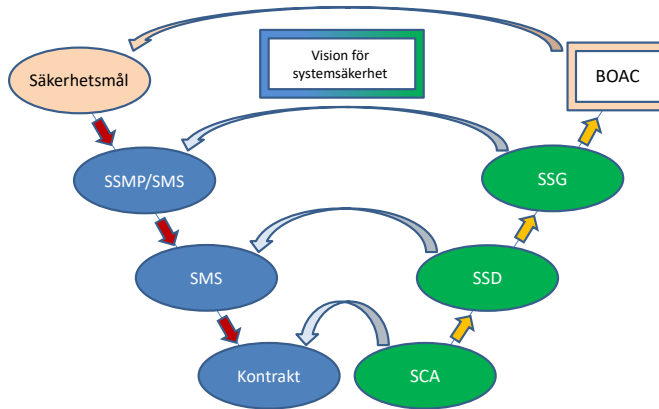 Vision för
systemsäkerhet
Säkerhetsmål
BOAC
SSMP/SMS
SSG
SMS
SSD
Kontrakt
SCA